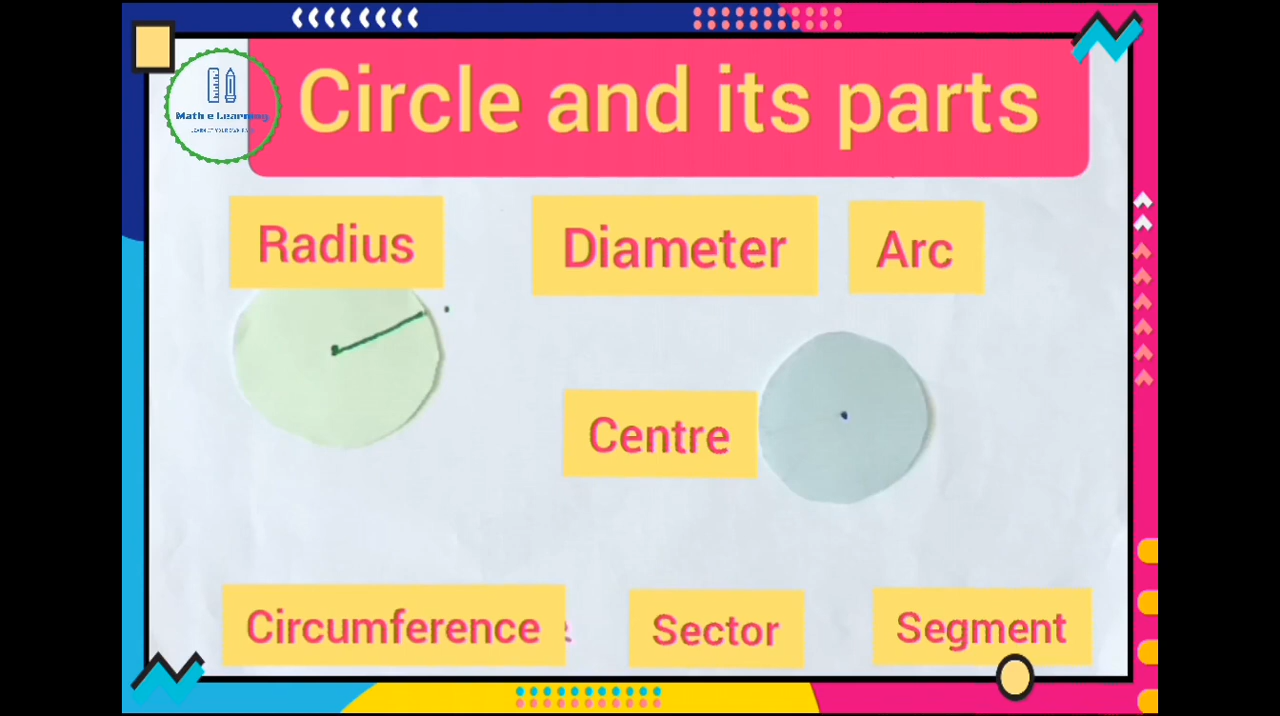 Circle and its parts
Math e Learning
Radius
Diameter
Arc
Centre
Circumference
Sector
Segment